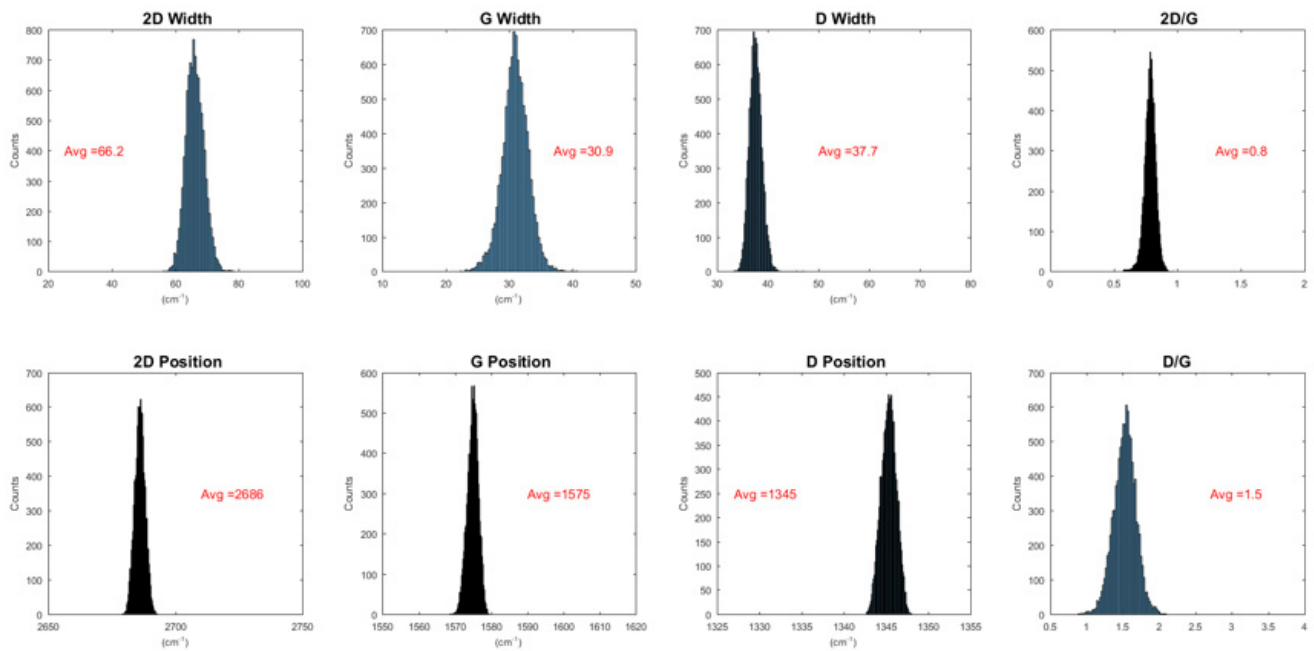 2D Width
800
700
600
500
400
300
200
100
0
Counts
Avg =66.2
20 40 60 80 100
(cm⁻¹)
G Width
700
600
500
400
300
200
100
0
Counts
Avg =30.9
10 20 30 40 50
(cm⁻¹)
D Width
700
600
500
400
300
200
100
0
Counts
Avg =37.7
30 40 50 60 70 80
(cm⁻¹)
2D/G
600
500
400
300
200
100
0
Counts
Avg =0.8
0 0.5 1 1.5 2
2D Position
700
600
500
400
300
200
100
0
Counts
Avg =2686
2650 2700 2750
(cm⁻¹)
G Position
600
500
400
300
200
100
0
Counts
Avg =1575
1550 1560 1570 1580 1590 1600 1610 1620
(cm⁻¹)
D Position
500
450
400
350
300
250
200
150
100
50
0
Counts
Avg =1345
1325 1330 1335 1340 1345 1350 1355
(cm⁻¹)
D/G
700
600
500
400
300
200
100
0
Counts
Avg =1.5
0.5 1 1.5 2 2.5 3 3.5 4